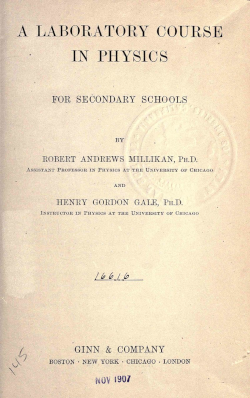 A LABORATORY COURSE
IN PHYSICS
FOR SECONDARY SCHOOLS
BY
ROBERT ANDREWS MILLIKAN, PH.D.
ASSISTANT PROFESSOR IN PHYSICS AT THE UNIVERSITY OF CHICAGO
AND
HENRY GORDON GALE, PH.D.
INSTRUCTOR IN PHYSICS AT THE UNIVERSITY OF CHICAGO
16616
GINN & COMPANY
BOSTON · NEW YORK · CHICAGO · LONDON
NOV 1907